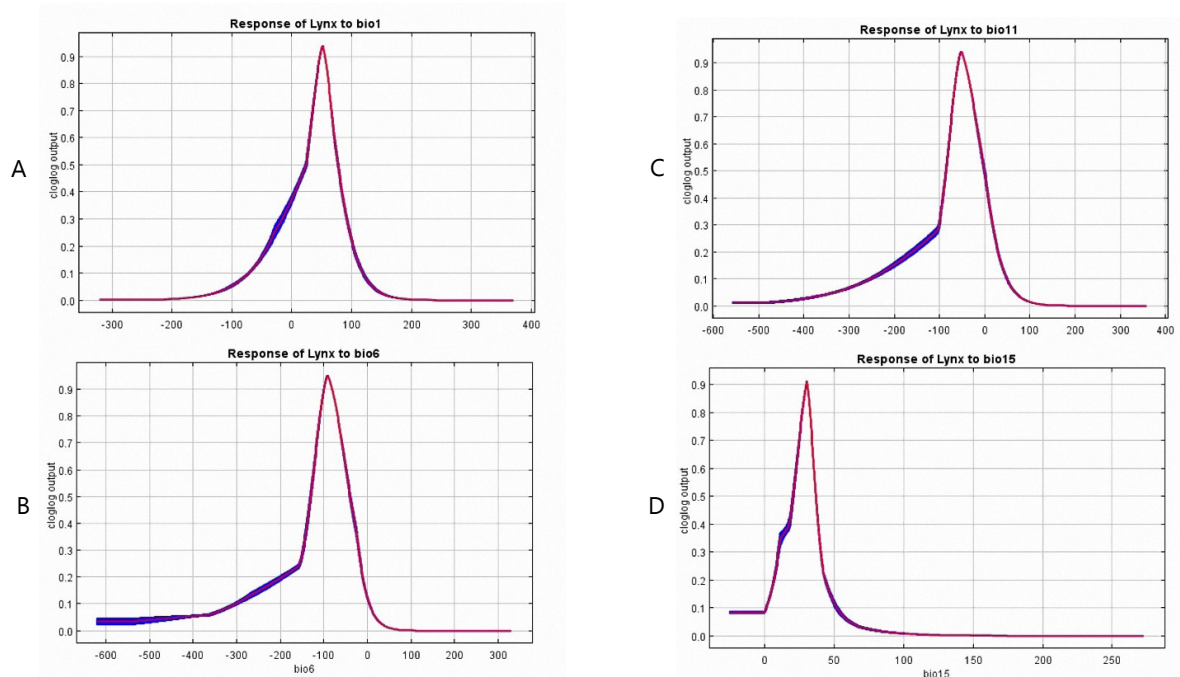 A
Response of Lynx to bio1
cloglog output
0.9
0.8
0.7
0.6
0.5
0.4
0.3
0.2
0.1
0.0
-300 -200 -100 0 100 200 300 400
B
Response of Lynx to bio6
cloglog output
0.9
0.8
0.7
0.6
0.5
0.4
0.3
0.2
0.1
0.0
-600 -500 -400 -300 -200 -100 0 100 200 300
bio6
C
Response of Lynx to bio11
cloglog output
0.9
0.8
0.7
0.6
0.5
0.4
0.3
0.2
0.1
0.0
-600 -500 -400 -300 -200 -100 0 100 200 300 400
D
Response of Lynx to bio15
cloglog output
0.9
0.8
0.7
0.6
0.5
0.4
0.3
0.2
0.1
0.0
0 50 100 150 200 250
bio15